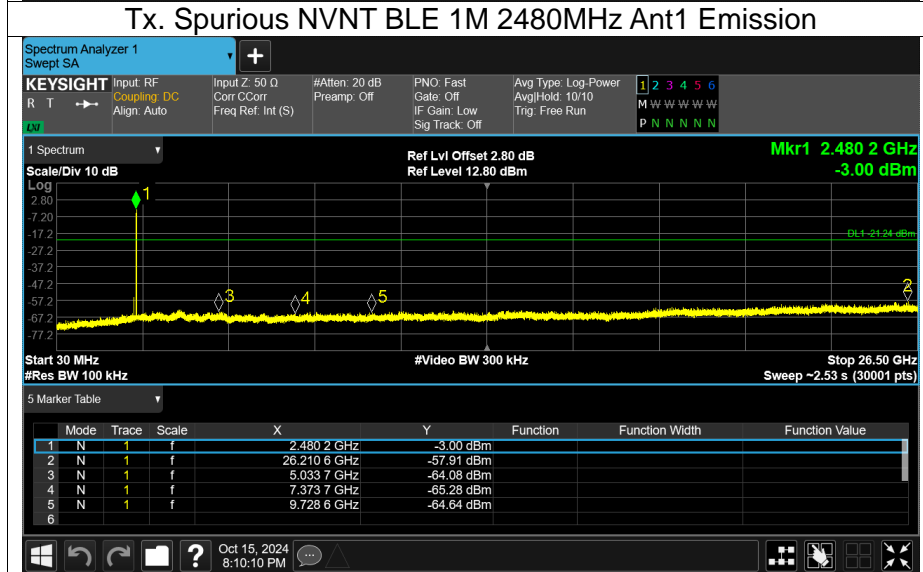 Tx. Spurious NVNT BLE 1M 2480MHz Ant1 Emission
Spectrum Analyzer 1
Swept SA
+
KEYSIGHT
R T
LXI
Input: RF
Coupling: DC
Align: Auto
Input Z: 50 Ω
Corr CCorr
Freq Ref: Int (S)
#Atten: 20 dB
Preamp: Off
PNO: Fast
Gate: Off
IF Gain: Low
Sig Track: Off
Avg Type: Log-Power
Avg|Hold: 10/10
Trig: Free Run
1 2 3 4 5 6
M W W W W W
P N N N N N
1 Spectrum
Scale/Div 10 dB
Ref Lvl Offset 2.80 dB
Ref Level 12.80 dBm
Mkr1 2.480 2 GHz
-3.00 dBm
Log
2.80
-7.20
-17.2
-27.2
-37.2
-47.2
-57.2
-67.2
-77.2
1
DL1 -21.24 dBm
3
4
5
2
Start 30 MHz
#Video BW 300 kHz
Stop 26.50 GHz
#Res BW 100 kHz
Sweep ~2.53 s (30001 pts)
5 Marker Table
Mode Trace Scale X Y Function Function Width Function Value
1 N 1 f 2.480 2 GHz -3.00 dBm
2 N 1 f 26.210 6 GHz -57.91 dBm
3 N 1 f 5.033 7 GHz -64.08 dBm
4 N 1 f 7.373 7 GHz -65.28 dBm
5 N 1 f 9.728 6 GHz -64.64 dBm
6
?
Oct 15, 2024
8:10:10 PM